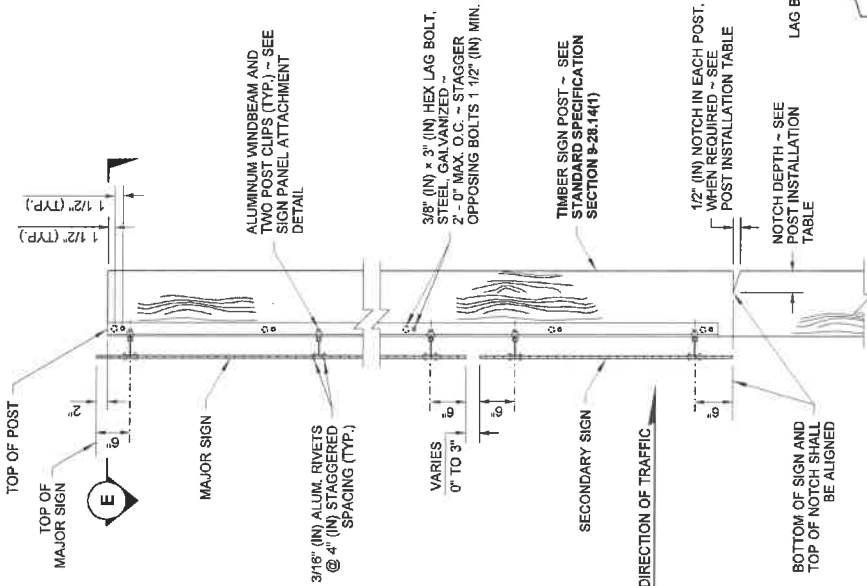 TOP OF POST
TOP OF
MAJOR SIGN
E
2"
6"
1 1/2" (TYP.)
1 1/2" (TYP.)
MAJOR SIGN
ALUMINUM WINDBEAM AND
TWO POST CLIPS (TYP.) ~ SEE
SIGN PANEL ATTACHMENT
DETAIL
3/16" (IN) ALUM. RIVETS
@ 4" (IN) STAGGERED
SPACING (TYP.)
3/8" (IN) × 3" (IN) HEX LAG BOLT,
STEEL, GALVANIZED ~
2' - 0" MAX. O.C. ~ STAGGER
OPPOSING BOLTS 1 1/2" (IN) MIN.
6"
VARIES
0" TO 3"
6"
SECONDARY SIGN
TIMBER SIGN POST ~ SEE
STANDARD SPECIFICATION
SECTION 9-28.14(1)
6"
DIRECTION OF TRAFFIC
1/2" (IN) NOTCH IN EACH POST,
WHEN REQUIRED ~ SEE
POST INSTALLATION TABLE
NOTCH DEPTH ~ SEE
POST INSTALLATION
TABLE
BOTTOM OF SIGN AND
TOP OF NOTCH SHALL
BE ALIGNED
LAG B